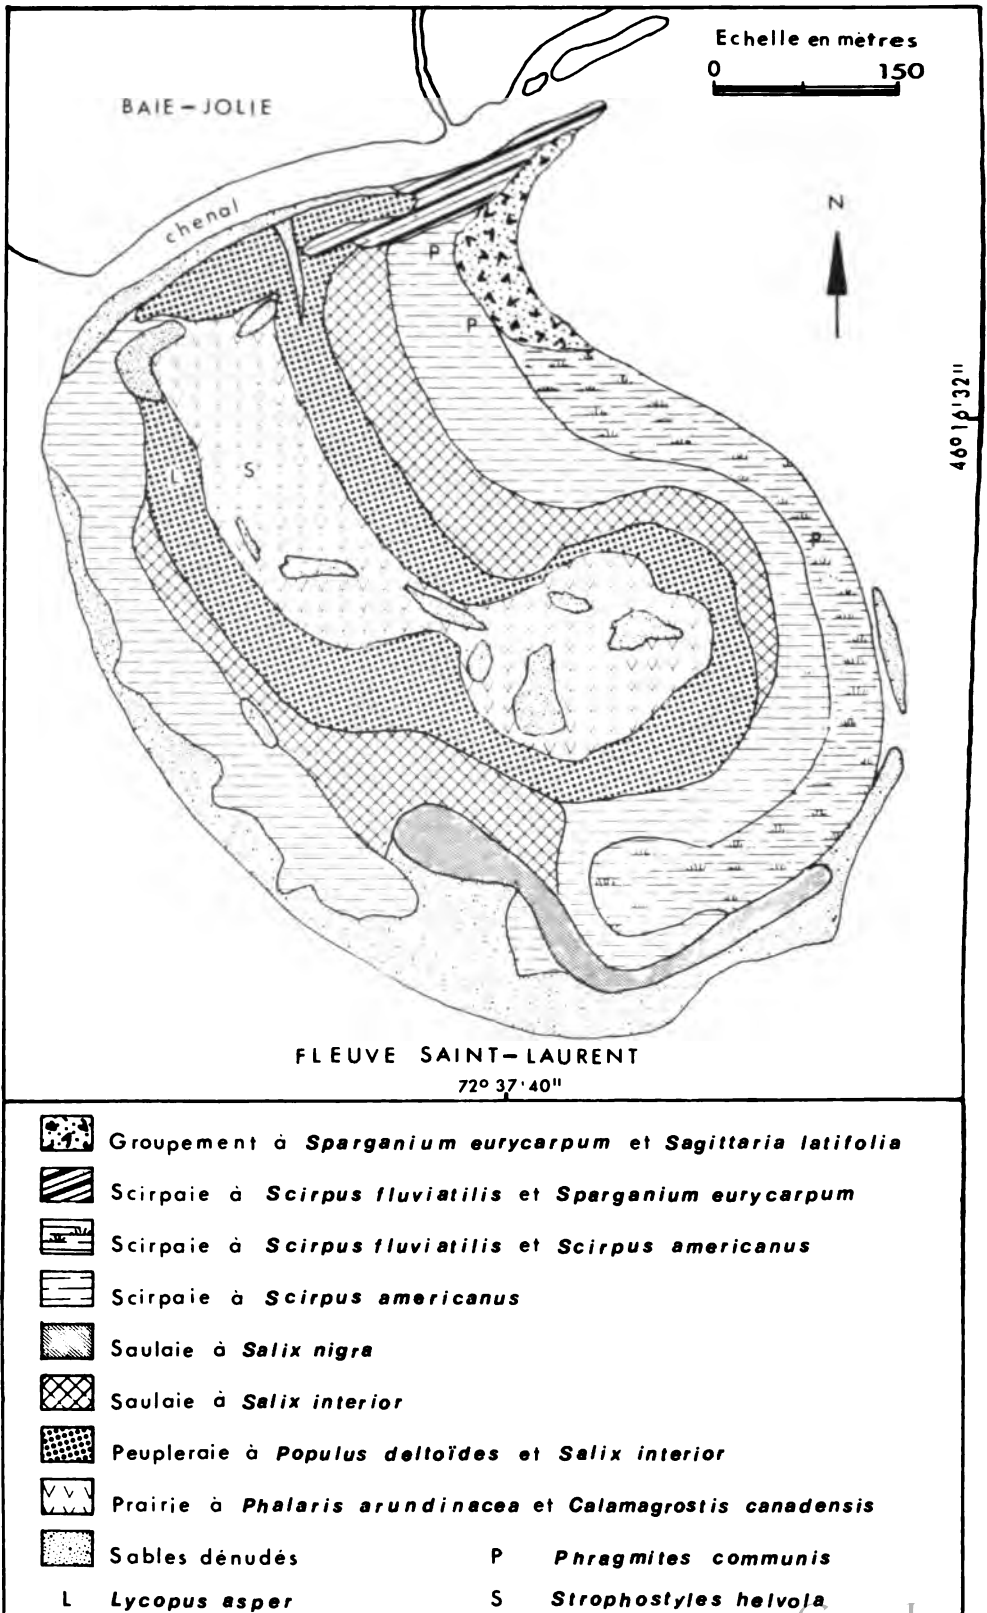 Echelle en mètres
0 150
BAIE-JOLIE
N
chenal
P
P
46° 16' 32"
L S
P
FLEUVE SAINT-LAURENT
72° 37' 40"
Groupement à Sparganium eurycarpum et Sagittaria latifolia
Scirpaie à Scirpus fluviatilis et Sparganium eurycarpum
Scirpaie à Scirpus fluviatilis et Scirpus americanus
Scirpaie à Scirpus americanus
Saulaie à Salix nigra
Saulaie à Salix interior
Peupleraie à Populus deltoïdes et Salix interior
Prairie à Phalaris arundinacea et Calamagrostis canadensis
Sables dénudés P Phragmites communis
L Lycopus asper S Strophostyles helvola